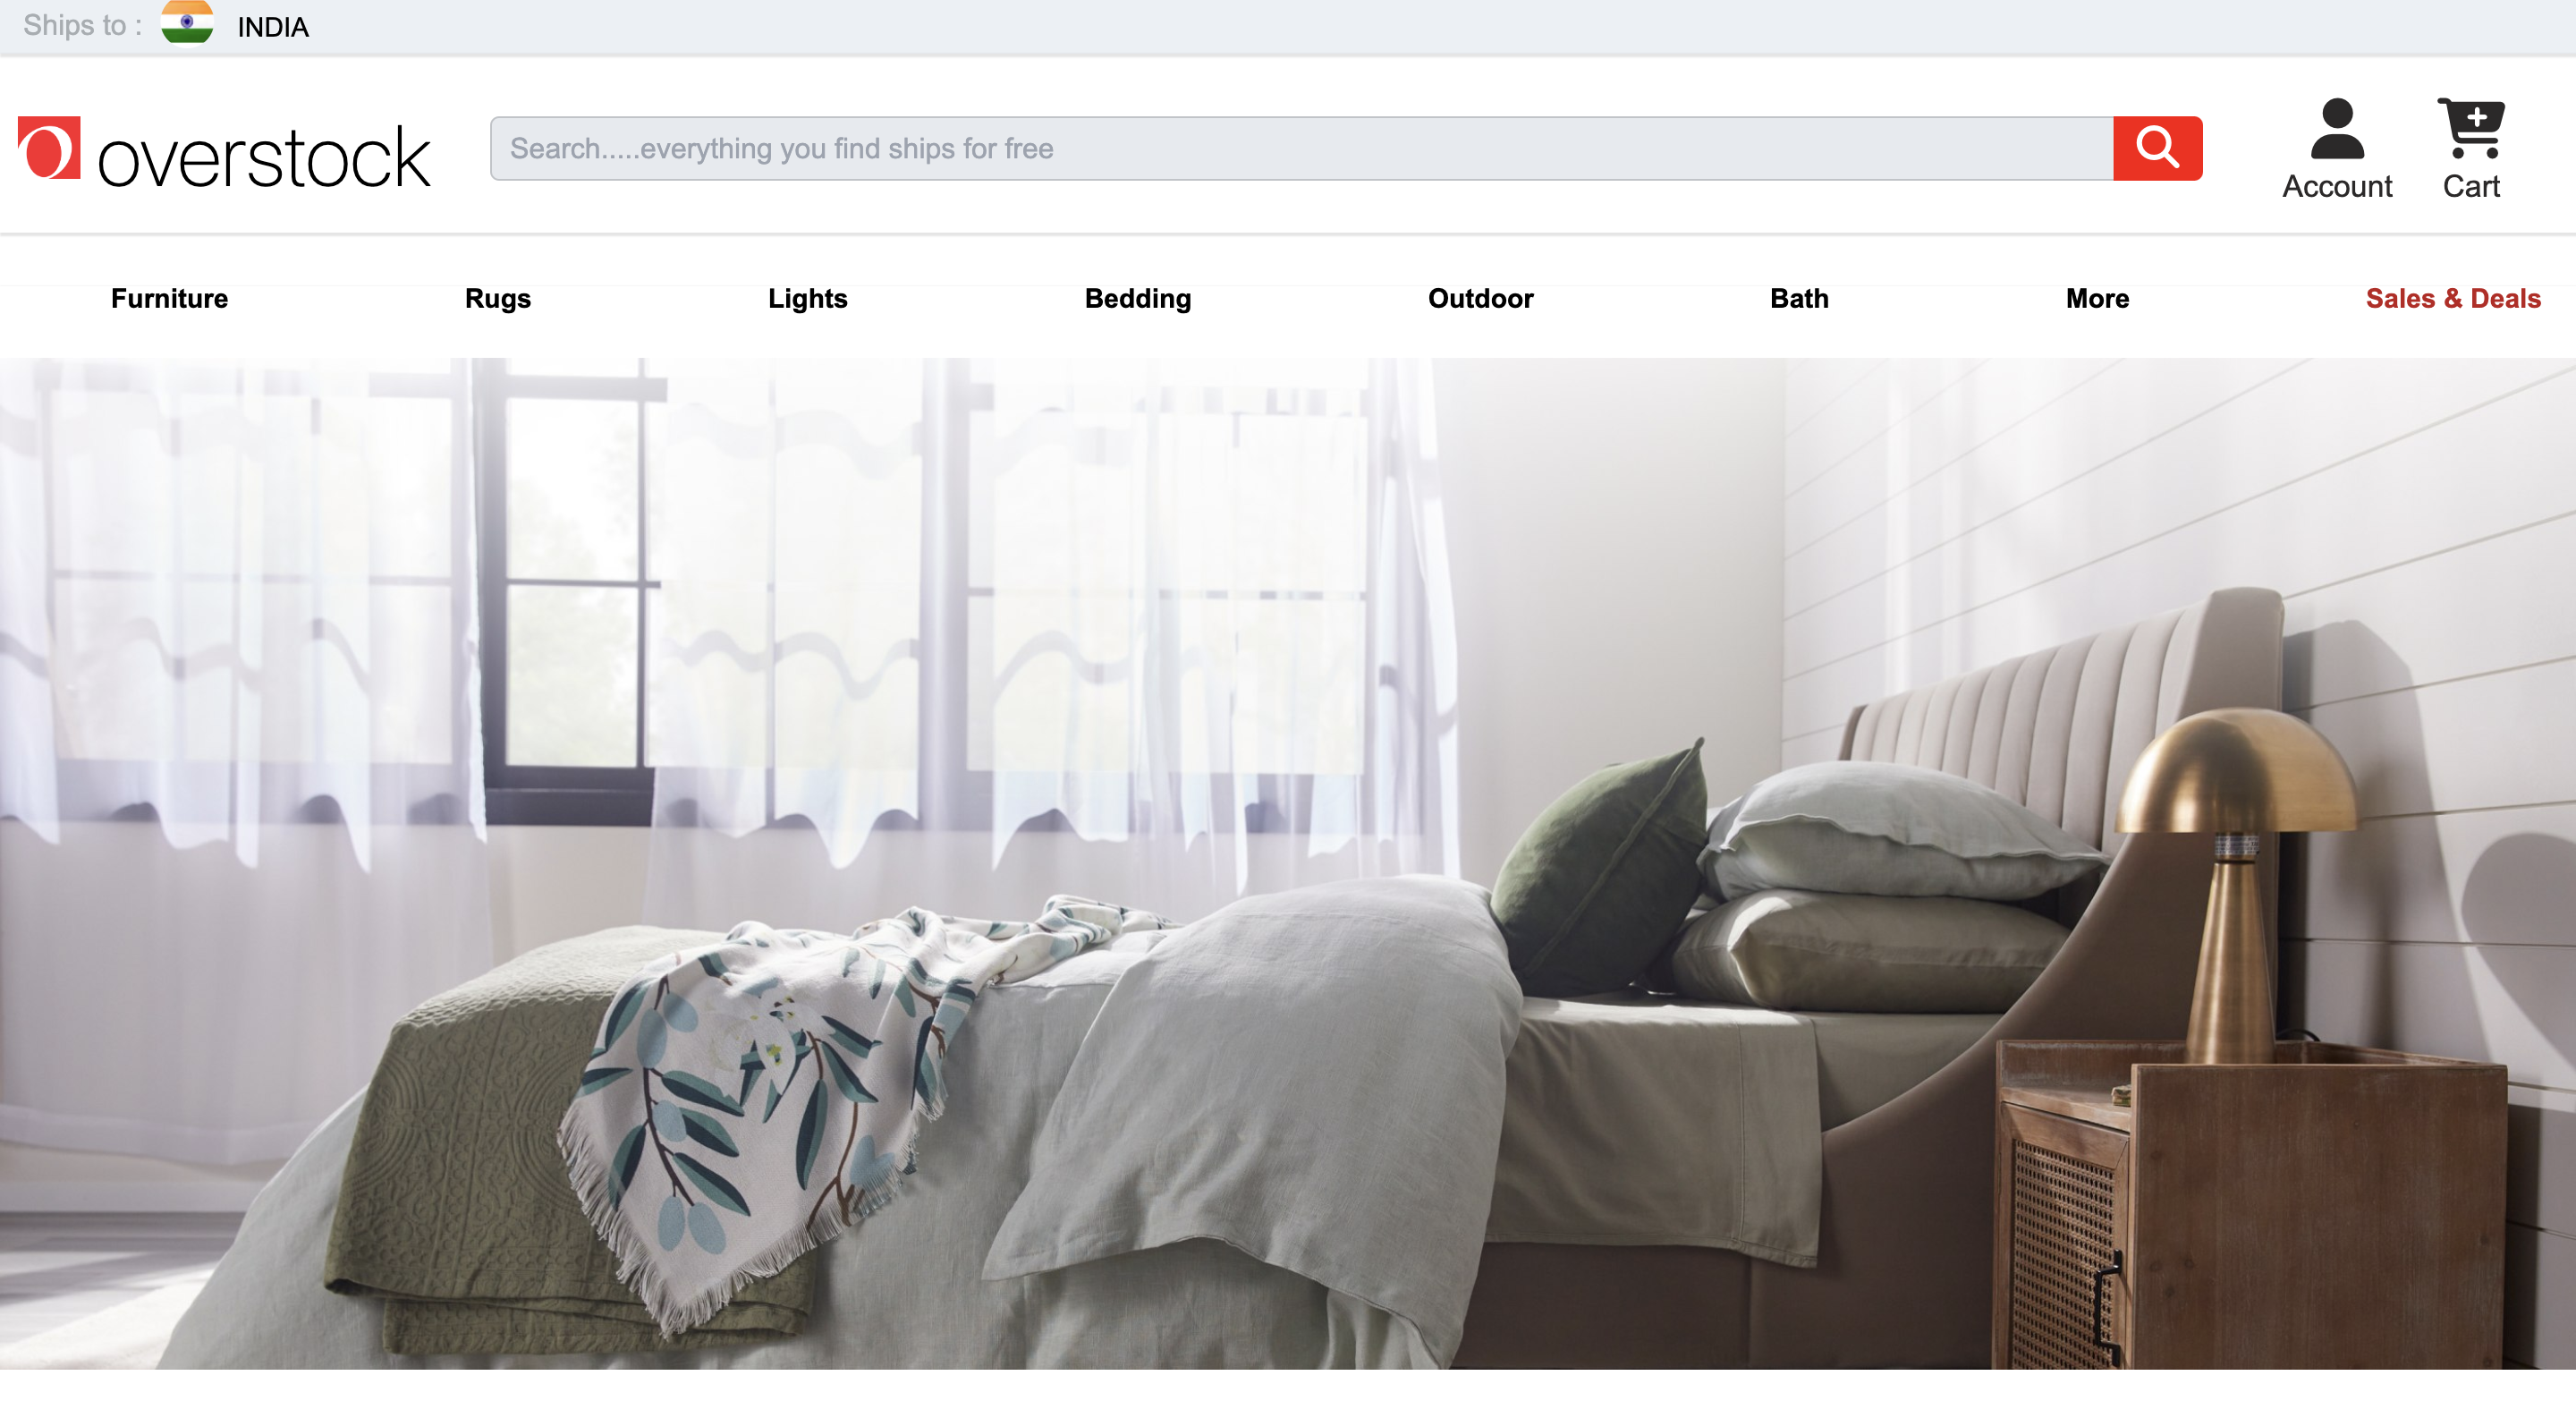 Ships to : INDIA
overstock
Search.....everything you find ships for free
Account Cart
Furniture Rugs Lights Bedding Outdoor Bath More Sales & Deals